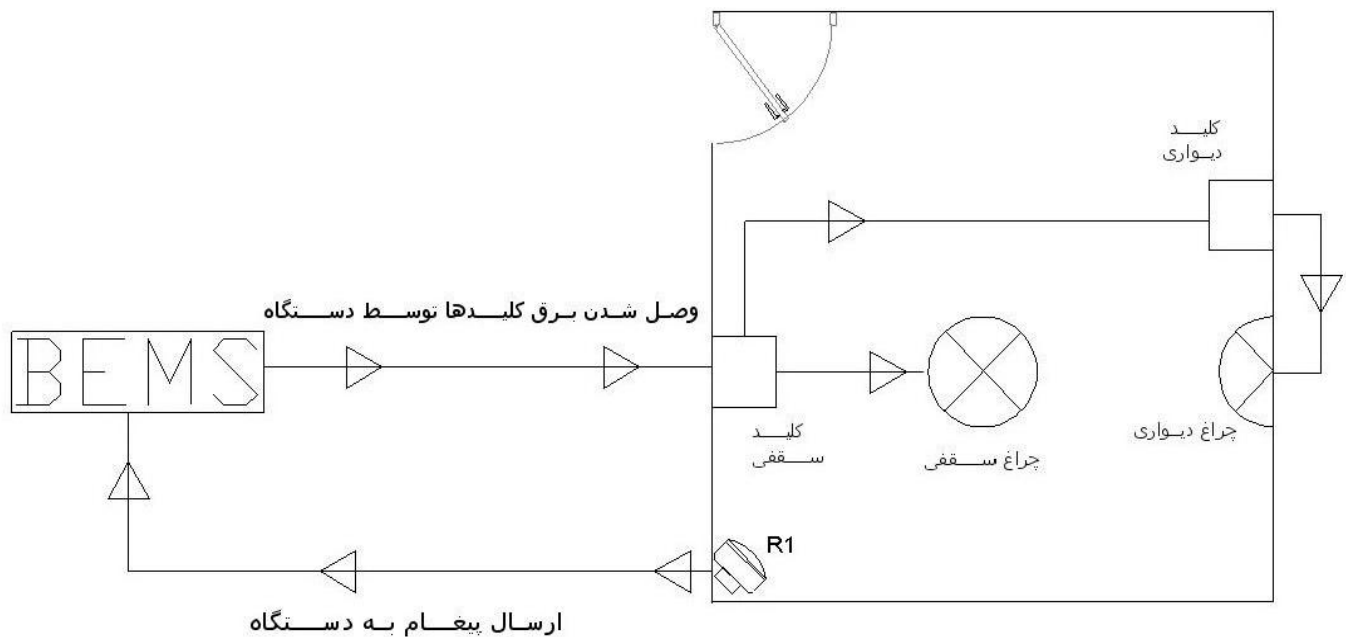 کلید
دیواری
وصل شدن برق کلیدها توسط دستگاه
BEMS
کلید
سقفی
چراغ سقفی
چراغ دیواری
R1
ارسال پیغام به دستگاه